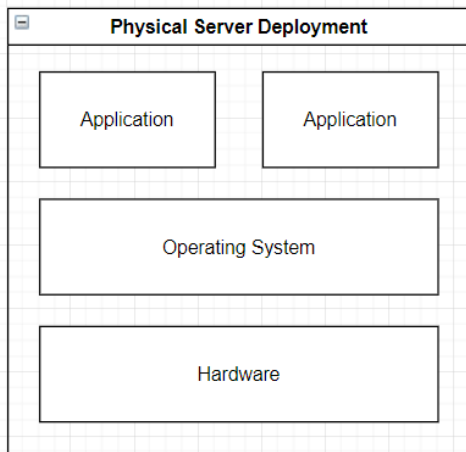 Physical Server Deployment
Application
Application
Operating System
Hardware